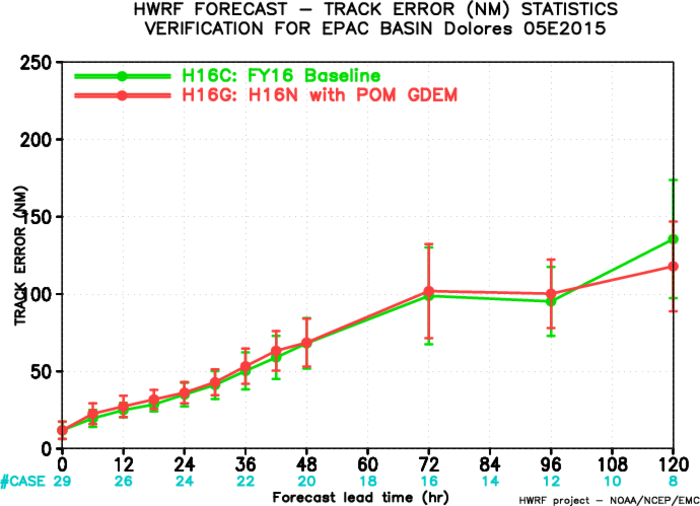 HWRF FORECAST – TRACK ERROR (NM) STATISTICS
VERIFICATION FOR EPAC BASIN Dolores 05E2015
H16C: FY16 Baseline
H16G: H16N with POM GDEM
250
200
150
100
50
0
TRACK ERROR (NM)
0 12 24 36 48 60 72 84 96 108 120
#CASE 29 26 24 22 20 18 16 14 12 10 8
Forecast lead time (hr)
HWRF project – NOAA/NCEP/EMC